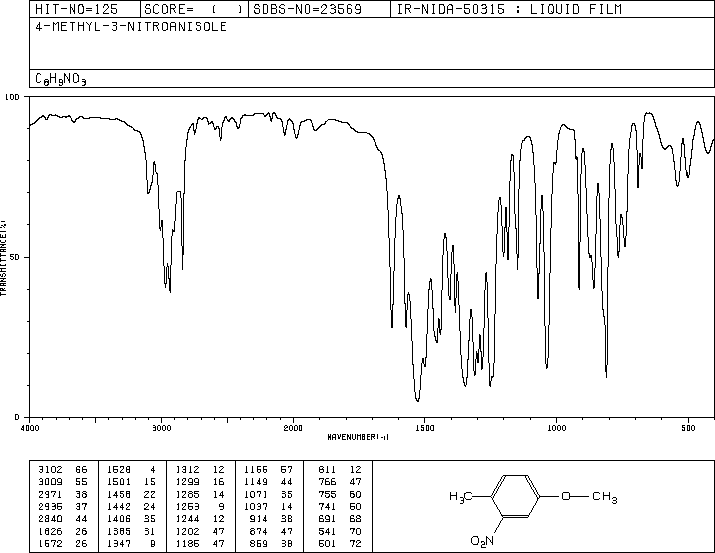 HIT-NO=125 SCORE= ( ) SDBS-NO=23569 IR-NIDA-50315 : LIQUID FILM
4-METHYL-3-NITROANISOLE
C8H9NO3
100
50
0
TRANSMITTANCE(%)
4000 3000 2000 1500 1000 500
WAVENUMBER(-1)
3102 66 1528 4 1312 12 1155 57 811 12
3009 55 1501 15 1299 16 1149 44 766 47
2971 38 1458 22 1285 14 1071 35 755 50
2936 37 1442 24 1253 9 1037 14 741 50
2840 44 1406 35 1244 12 914 38 691 68
1626 26 1385 31 1202 47 874 47 541 70
1572 26 1347 9 1185 47 859 38 501 72
H3C O CH3
O2N